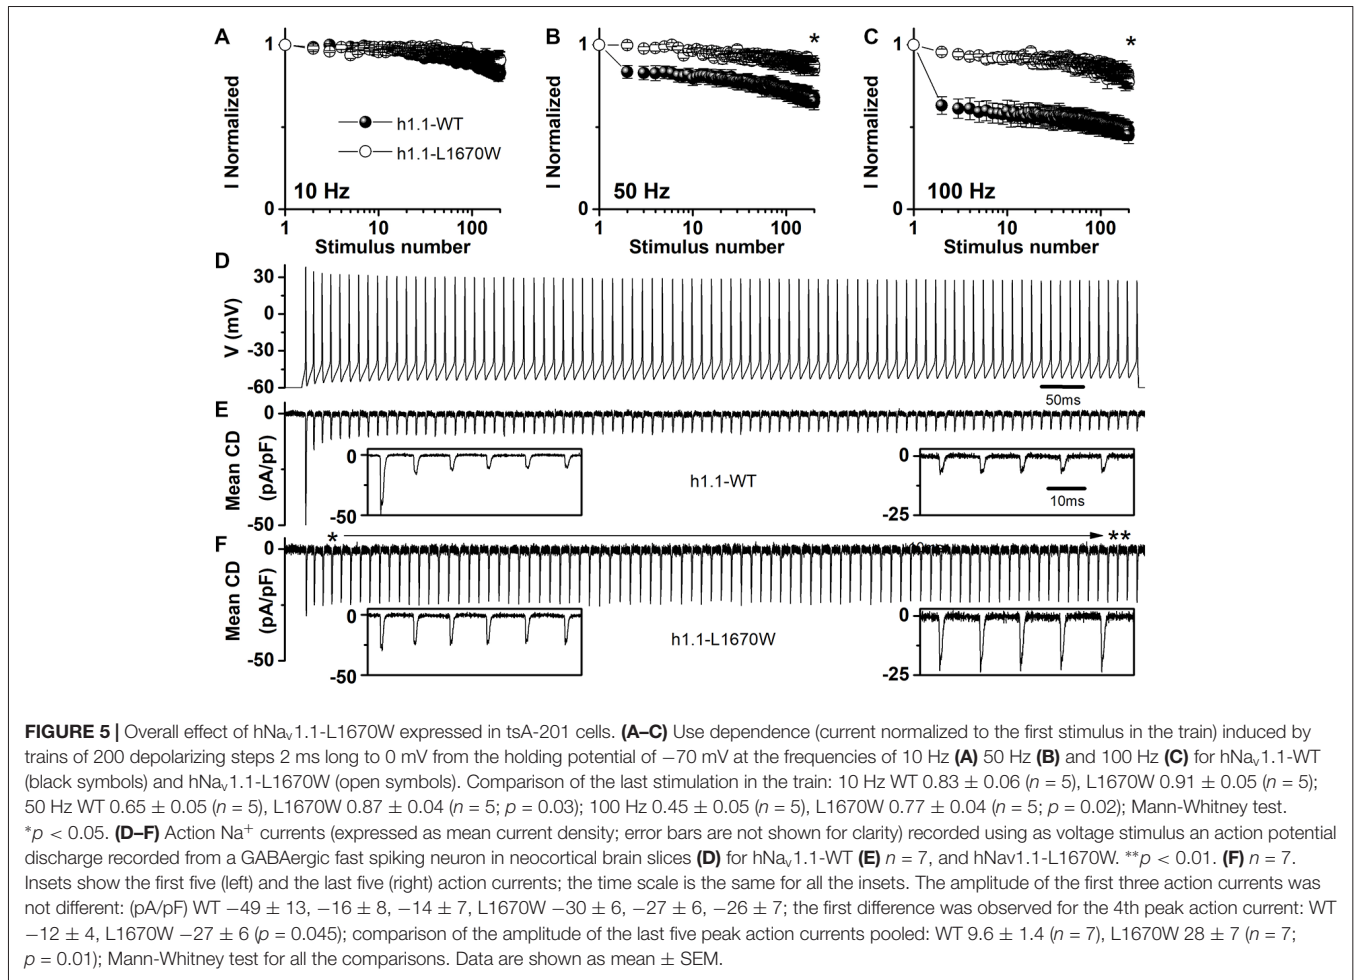 A
B
C
1
1
1
*
*
I Normalized
I Normalized
I Normalized
h1.1-WT
h1.1-L1670W
10 Hz
50 Hz
100 Hz
0
0
0
1 10 100
1 10 100
1 10 100
Stimulus number
Stimulus number
Stimulus number
D
30
0
-30
-60
V (mV)
50ms
E
0
-50
Mean CD
(pA/pF)
0
-50
h1.1-WT
0
-25
10ms
* **
F
0
-50
Mean CD
(pA/pF)
0
-50
h1.1-L1670W
0
-25
FIGURE 5 | Overall effect of hNav1.1-L1670W expressed in tsA-201 cells. (A–C) Use dependence (current normalized to the first stimulus in the train) induced by
trains of 200 depolarizing steps 2 ms long to 0 mV from the holding potential of −70 mV at the frequencies of 10 Hz (A) 50 Hz (B) and 100 Hz (C) for hNav1.1-WT
(black symbols) and hNav1.1-L1670W (open symbols). Comparison of the last stimulation in the train: 10 Hz WT 0.83 ± 0.06 (n = 5), L1670W 0.91 ± 0.05 (n = 5);
50 Hz WT 0.65 ± 0.05 (n = 5), L1670W 0.87 ± 0.04 (n = 5; p = 0.03); 100 Hz 0.45 ± 0.05 (n = 5), L1670W 0.77 ± 0.04 (n = 5; p = 0.02); Mann-Whitney test.
*p < 0.05. (D–F) Action Na+ currents (expressed as mean current density; error bars are not shown for clarity) recorded using as voltage stimulus an action potential
discharge recorded from a GABAergic fast spiking neuron in neocortical brain slices (D) for hNav1.1-WT (E) n = 7, and hNav1.1-L1670W. **p < 0.01. (F) n = 7.
Insets show the first five (left) and the last five (right) action currents; the time scale is the same for all the insets. The amplitude of the first three action currents was
not different: (pA/pF) WT −49 ± 13, −16 ± 8, −14 ± 7, L1670W −30 ± 6, −27 ± 6, −26 ± 7; the first difference was observed for the 4th peak action current: WT
−12 ± 4, L1670W −27 ± 6 (p = 0.045); comparison of the amplitude of the last five peak action currents pooled: WT 9.6 ± 1.4 (n = 7), L1670W 28 ± 7 (n = 7;
p = 0.01); Mann-Whitney test for all the comparisons. Data are shown as mean ± SEM.